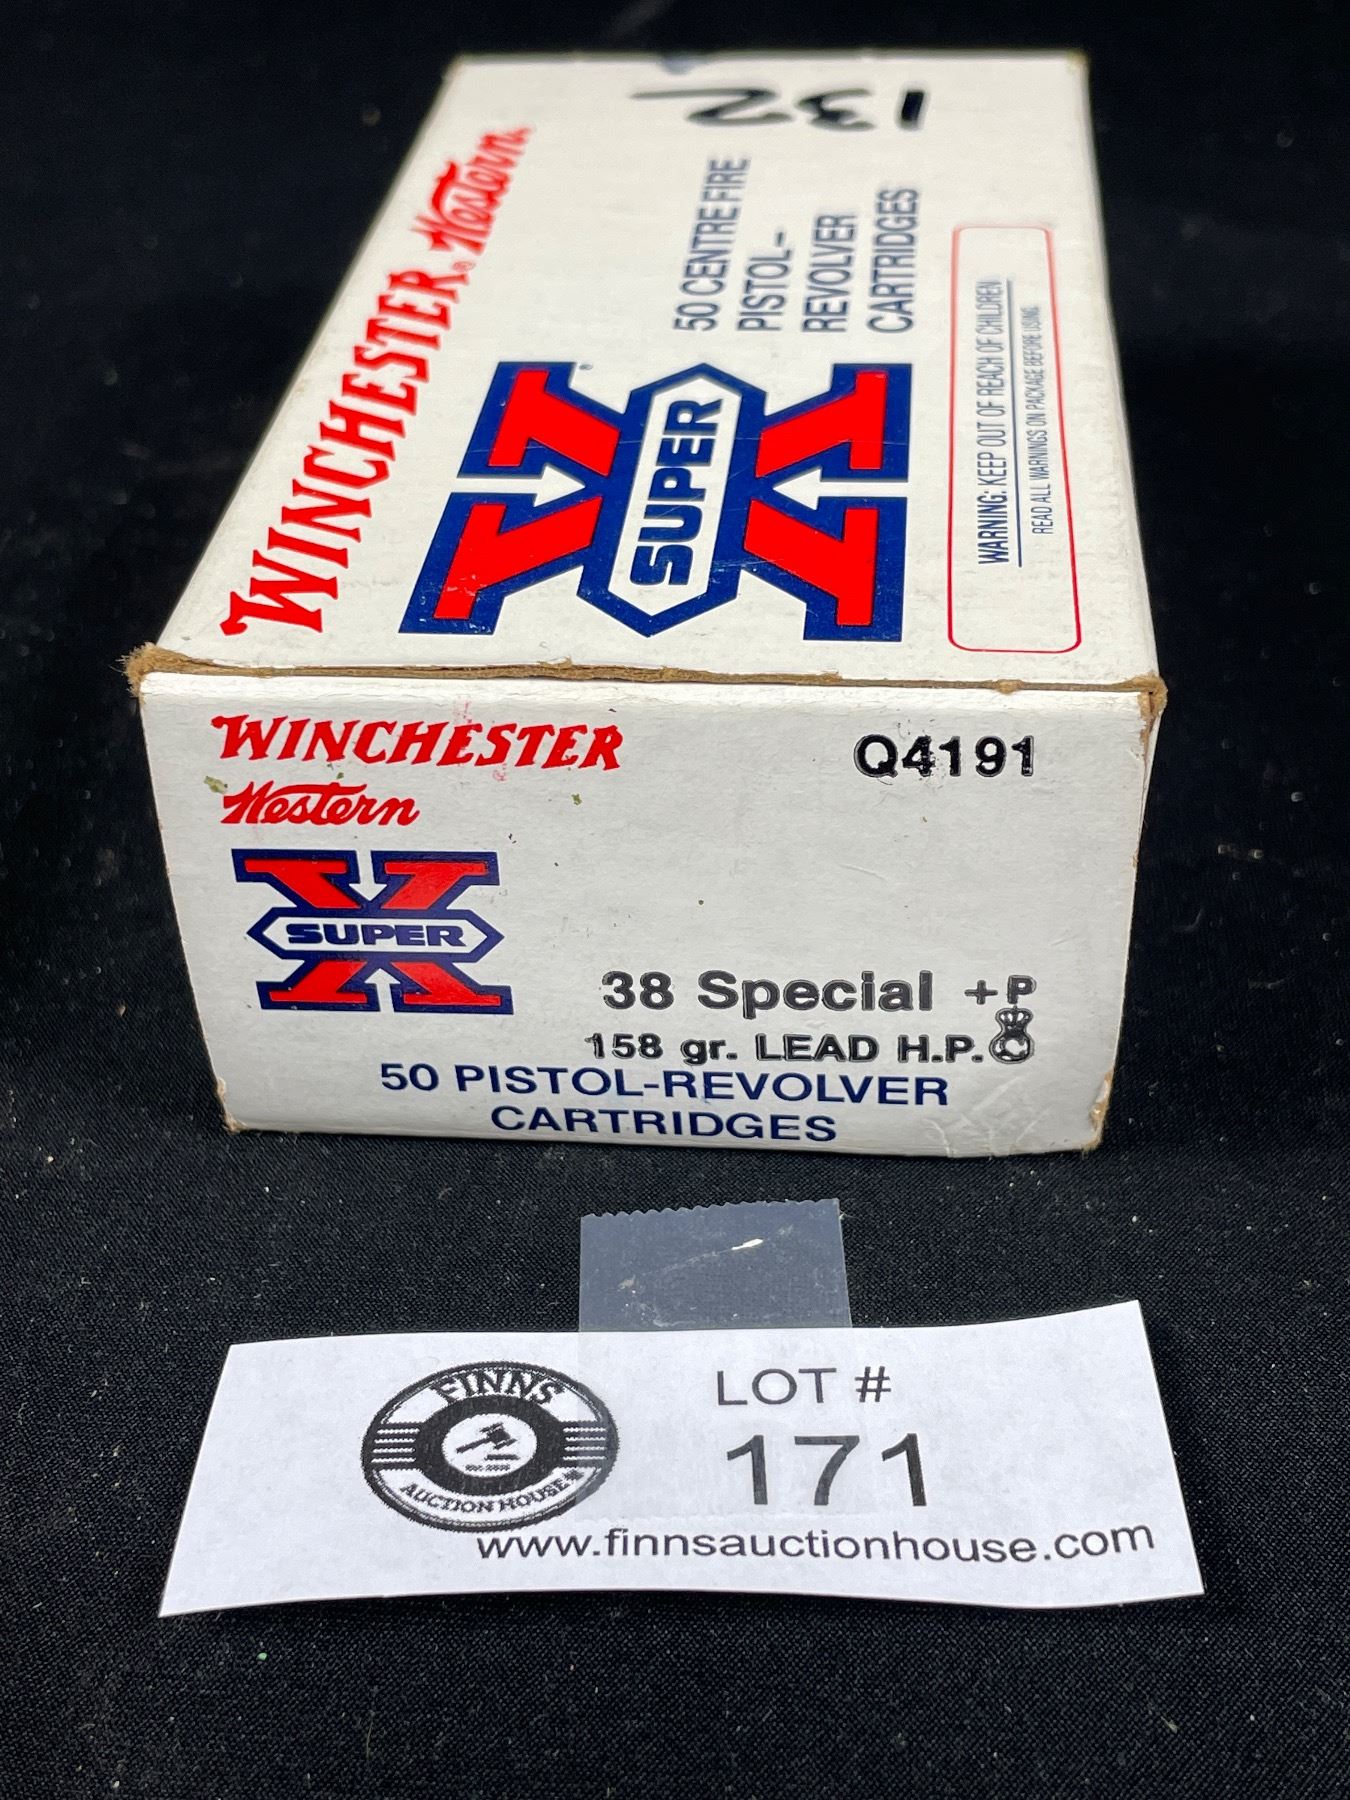 132
WINCHESTER® Western
50 CENTRE FIRE
PISTOL-
REVOLVER
CARTRIDGES
SUPER X ®
WARNING: KEEP OUT OF REACH OF CHILDREN
READ ALL WARNINGS ON PACKAGE BEFORE USING
WINCHESTER
Western
Q4191
SUPER X
38 Special +P
158 gr. LEAD H.P.
50 PISTOL-REVOLVER
CARTRIDGES
FINNS
AUCTION HOUSE
LOT #
171
www.finnsauctionhouse.com